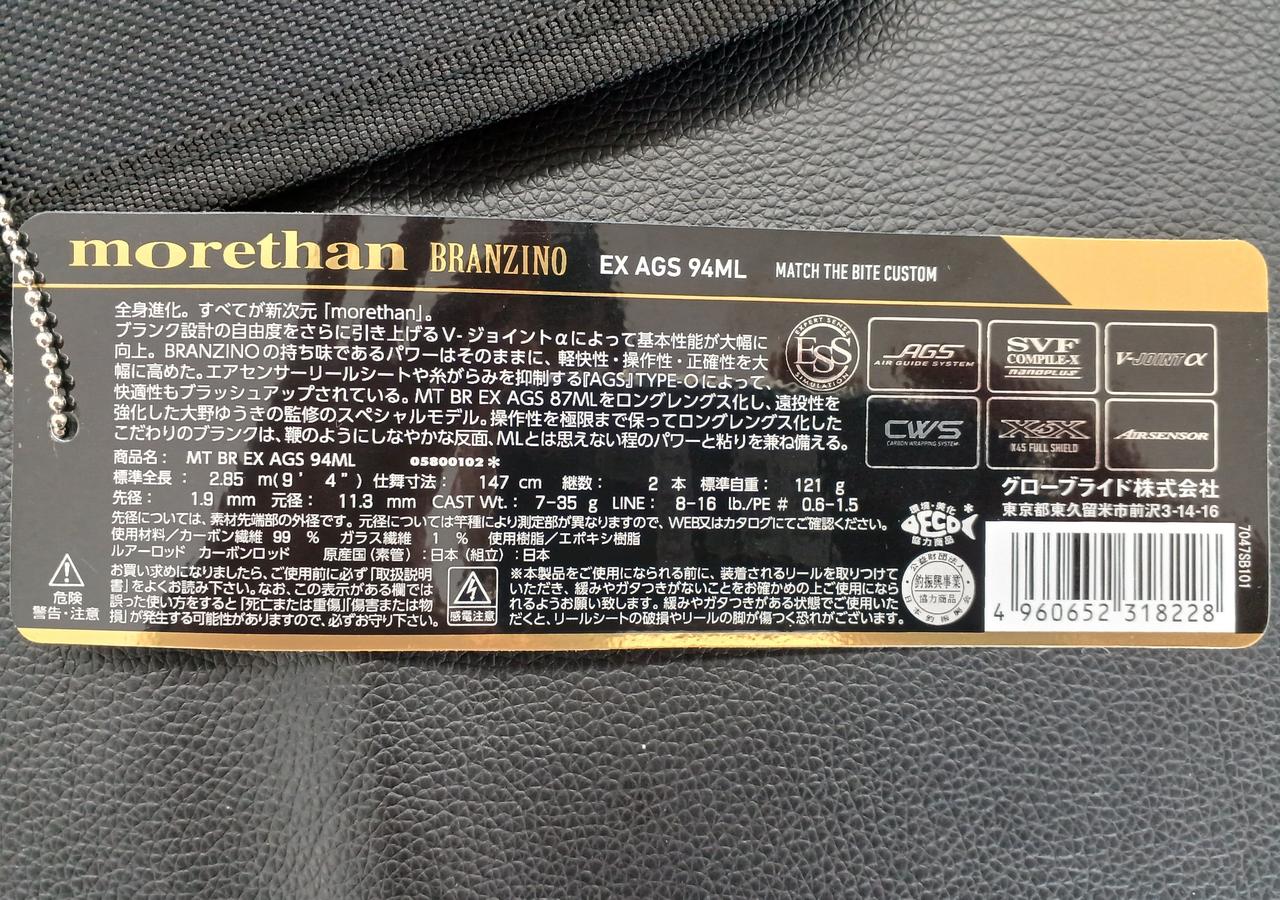 morethan BRANZINO EX AGS 94ML MATCH THE BITE CUSTOM
全身進化。すべてが新次元「morethan」。
ブランク設計の自由度をさらに引き上げるV-ジョイントαによって基本性能が大幅に
向上。BRANZINOの持ち味であるパワーはそのままに、軽快性・操作性・正確性を大
幅に高めた。エアセンサーリールシートや糸がらみを抑制する『AGS』TYPE-Oによって、
快適性もブラッシュアップされている。MT BR EX AGS 87MLをロングレングス化し、遠投性を
強化した大野ゆうきの監修のスペシャルモデル。操作性を極限まで保ってロングレングス化した
こだわりのブランクは、鞭のようにしなやかな反面、MLとは思えない程のパワーと粘りを兼ね備える。
EXPERT SENSE
ESS
SIMULATION
AGS
AIR GUIDE SYSTEM
SVF
COMPILE-X
nanoplus
V-JOINT α
CWS
CARBON WRAPPING SYSTEM
X45X
X45 FULL SHIELD
AIRSENSOR
商品名： MT BR EX AGS 94ML 05800102＊
標準全長： 2.85 m(9' 4") 仕舞寸法： 147 cm 継数： 2 本 標準自重： 121 g
先径： 1.9 mm 元径： 11.3 mm CAST Wt.： 7-35 g LINE： 8-16 lb./PE # 0.6-1.5
先径については、素材先端部の外径です。元径については竿種により測定部が異なりますので、WEB又はカタログにてご確認ください。
使用材料／カーボン繊維 99 % ガラス繊維 1 % 使用樹脂／エポキシ樹脂
ルアーロッド カーボンロッド 原産国（素管）：日本（組立）：日本
危険
警告・注意
お買い求めになりましたら、ご使用前に必ず「取扱説明
書」をよくお読み下さい。なお、この表示がある欄では
誤った使い方をすると「死亡または重傷」「傷害または物
損」が発生する可能性がありますので、必ずお守り下さい。
感電注意
※本製品をご使用になられる前に、装着されるリールを取りつけて
いただき、緩みやガタつきがないことをお確かめの上ご使用になら
れるようお願い致します。緩みやガタつきがある状態でご使用いた
だくと、リールシートの破損やリールの脚が傷つく恐れがございます。
環境・美化
FCD
協力商品
公益財団法人
釣振興事業
協力商品
日本釣振興会
グローブライド株式会社
東京都東久留米市前沢3-14-16
4 960652 318228
70473B101